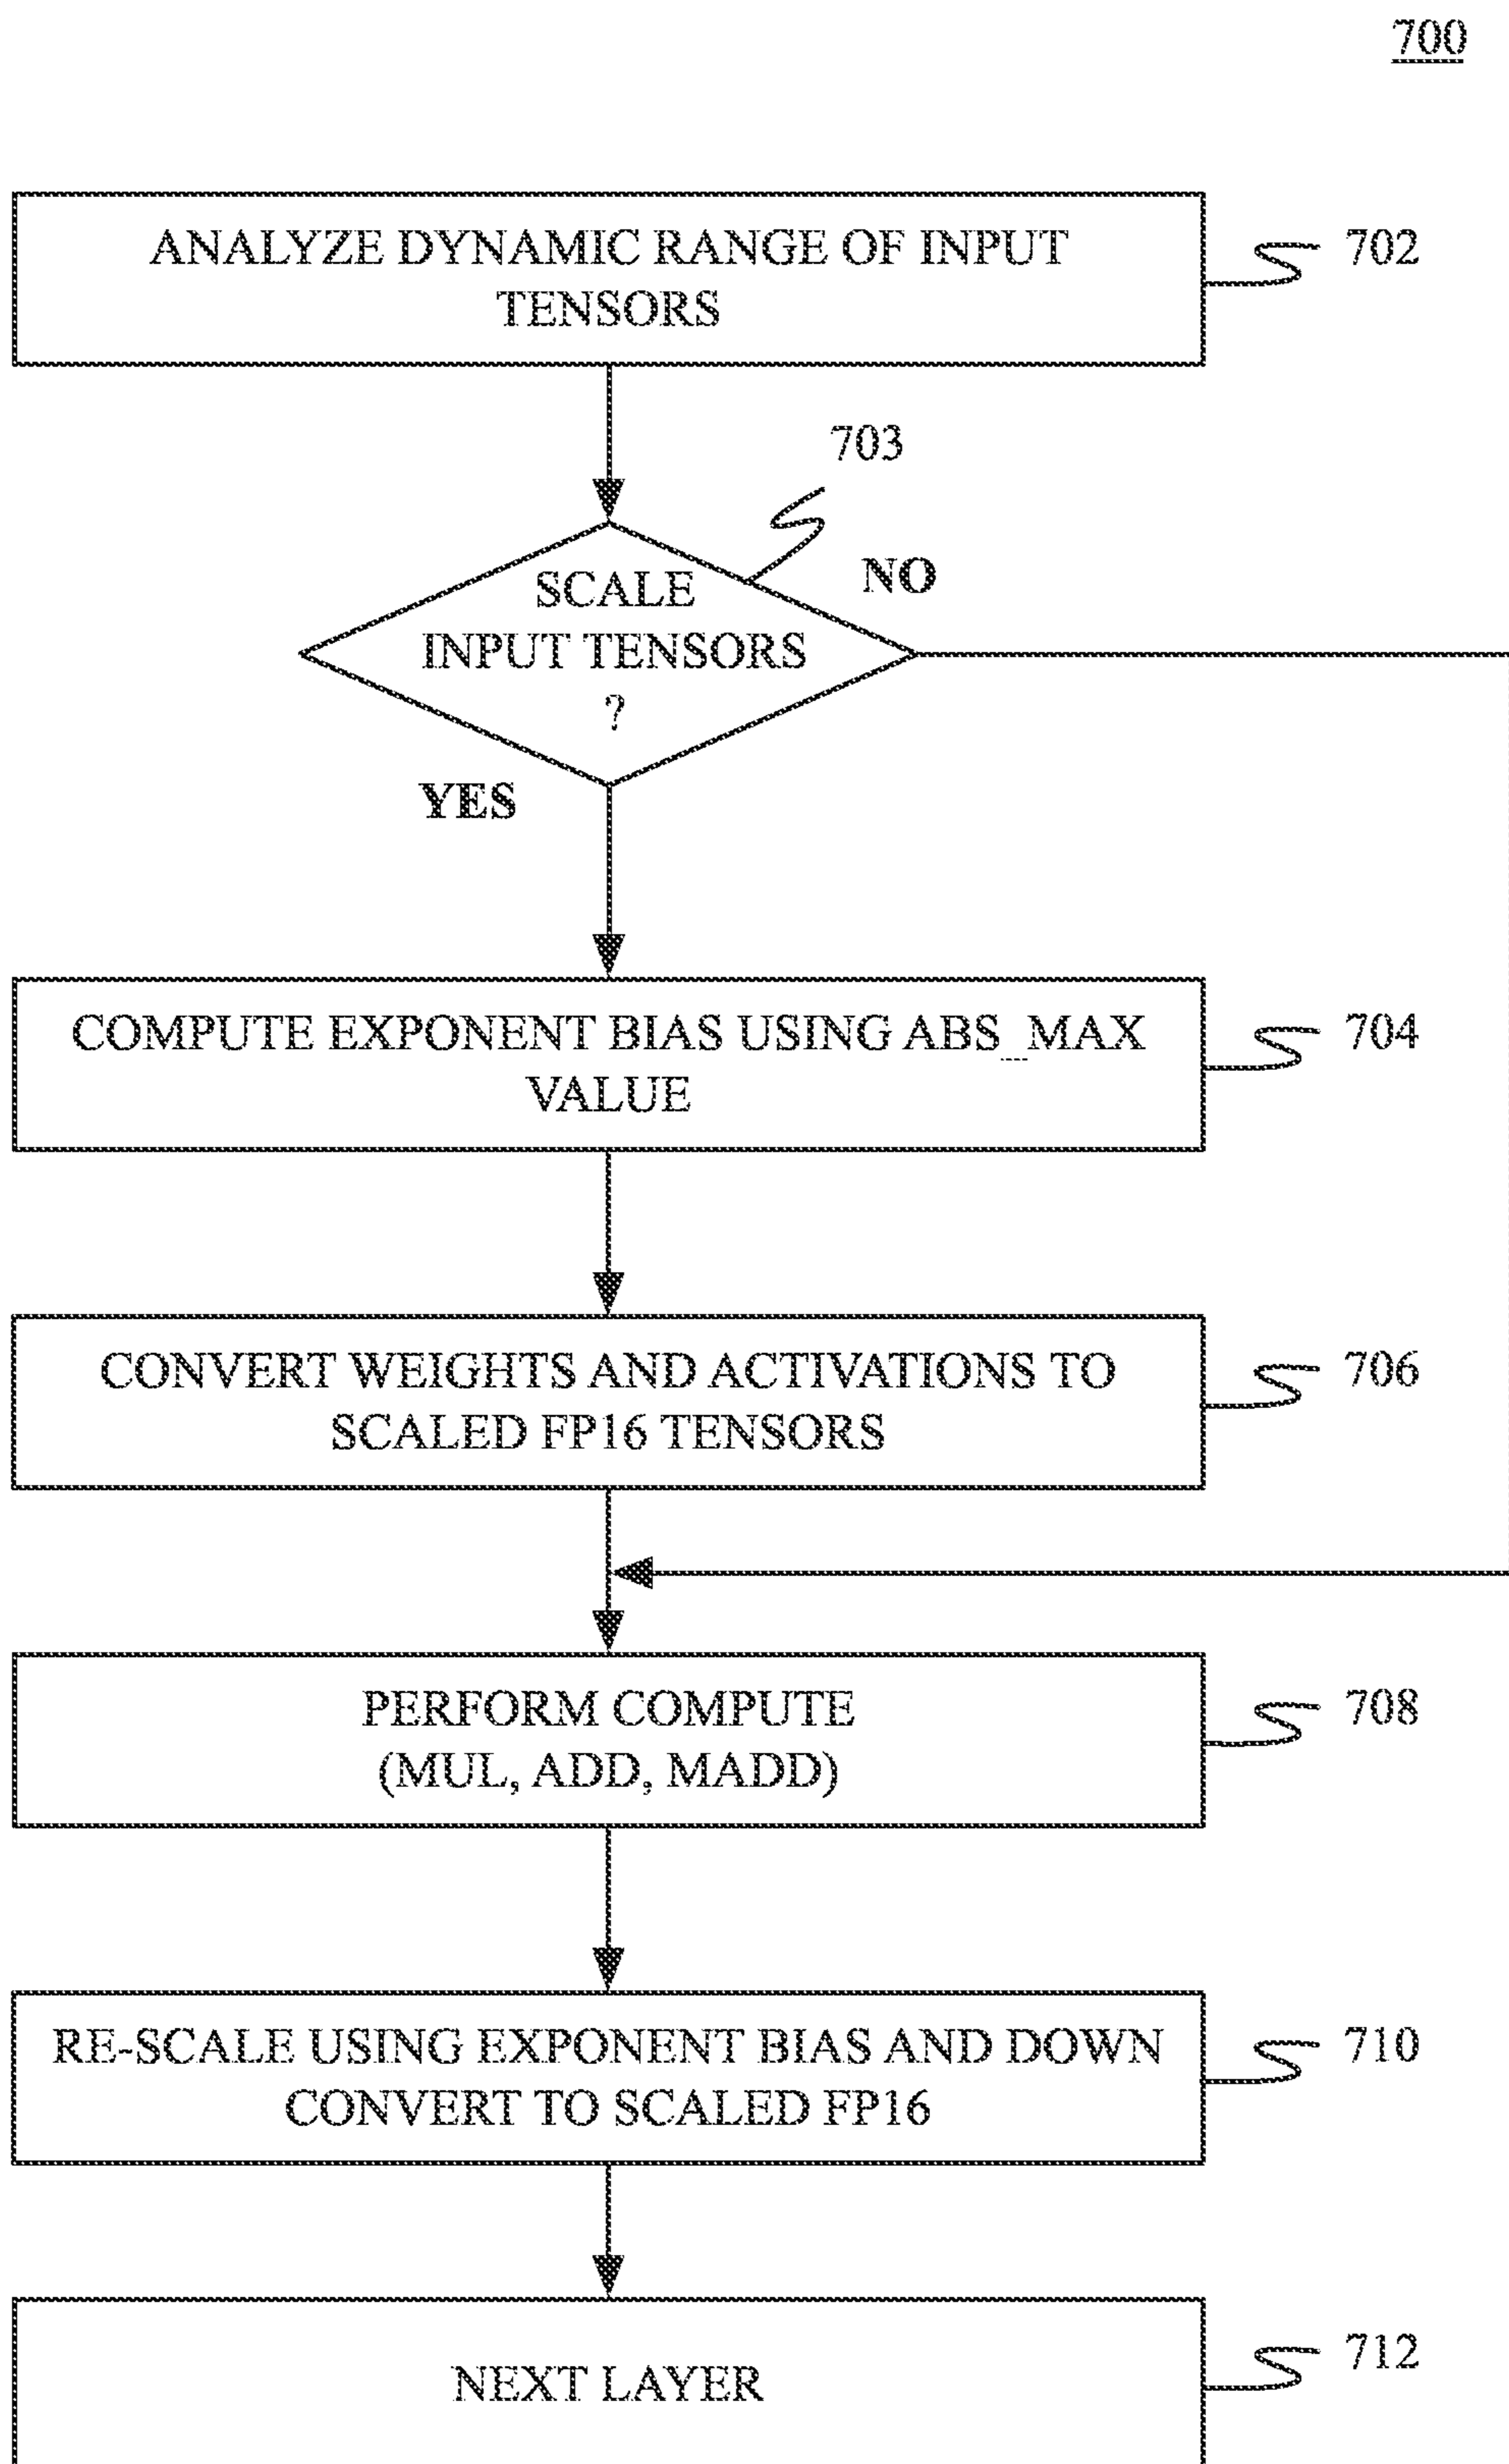 700
ANALYZE DYNAMIC RANGE OF INPUT
TENSORS
702
703
SCALE
INPUT TENSORS
?
NO
YES
COMPUTE EXPONENT BIAS USING ABS_MAX
VALUE
704
CONVERT WEIGHTS AND ACTIVATIONS TO
SCALED FP16 TENSORS
706
PERFORM COMPUTE
(MUL, ADD, MADD)
708
RE-SCALE USING EXPONENT BIAS AND DOWN
CONVERT TO SCALED FP16
710
NEXT LAYER
712